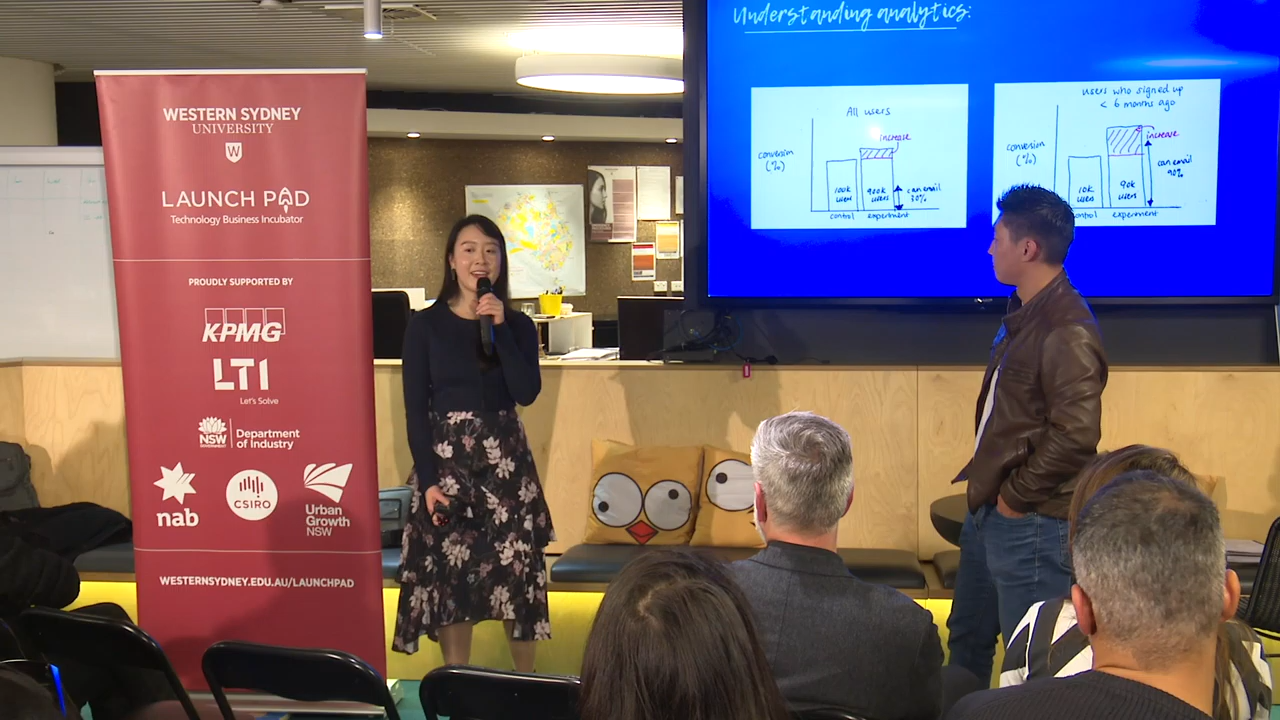 WESTERN SYDNEY
UNIVERSITY
W
LAUNCH PAD
Technology Business Incubator
PROUDLY SUPPORTED BY
KPMG
LTI
Let's Solve
NSW
GOVERNMENT
Department
of Industry
nab
CSIRO
Urban
Growth
NSW
WESTERNSYDNEY.EDU.AU/LAUNCHPAD
Understanding analytics:
All users
increase
conversion
(%)
100k
users
900k
users
can email
30%
control experiment
users who signed up
< 6 months ago
increase
conversion
(%)
can email
90%
10k
users
90k
users
control experiment